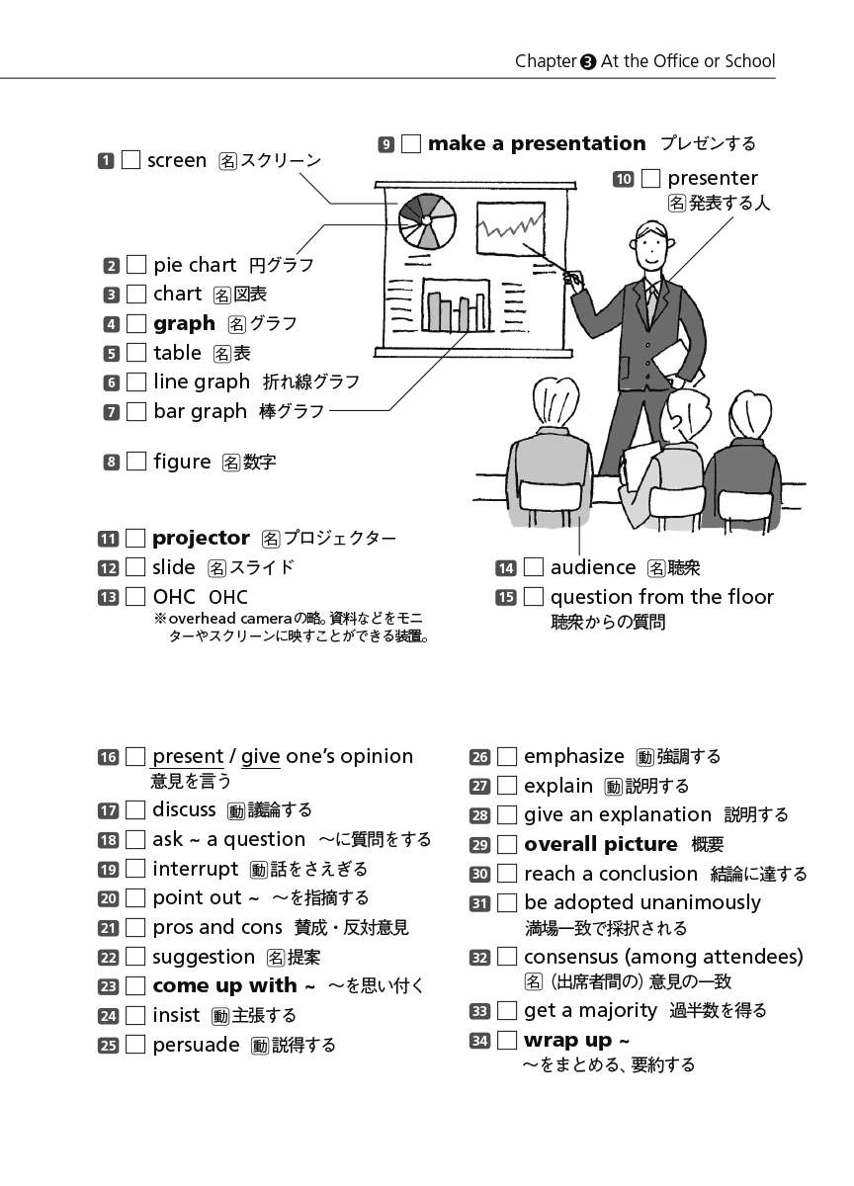 Chapter ❸ At the Office or School
1 □ screen 名 スクリーン
2 □ pie chart 円グラフ
3 □ chart 名 図表
4 □ graph 名 グラフ
5 □ table 名 表
6 □ line graph 折れ線グラフ
7 □ bar graph 棒グラフ
8 □ figure 名 数字
9 □ make a presentation プレゼンする
10 □ presenter
名 発表する人
11 □ projector 名 プロジェクター
12 □ slide 名 スライド
13 □ OHC OHC
※overhead cameraの略。資料などをモニ
ターやスクリーンに映すことができる装置。
14 □ audience 名 聴衆
15 □ question from the floor
聴衆からの質問
16 □ present / give one's opinion
意見を言う
17 □ discuss 動 議論する
18 □ ask ~ a question ～に質問をする
19 □ interrupt 動 話をさえぎる
20 □ point out ~ ～を指摘する
21 □ pros and cons 賛成・反対意見
22 □ suggestion 名 提案
23 □ come up with ~ ～を思い付く
24 □ insist 動 主張する
25 □ persuade 動 説得する
26 □ emphasize 動 強調する
27 □ explain 動 説明する
28 □ give an explanation 説明する
29 □ overall picture 概要
30 □ reach a conclusion 結論に達する
31 □ be adopted unanimously
満場一致で採択される
32 □ consensus (among attendees)
名（出席者間の）意見の一致
33 □ get a majority 過半数を得る
34 □ wrap up ~
～をまとめる、要約する